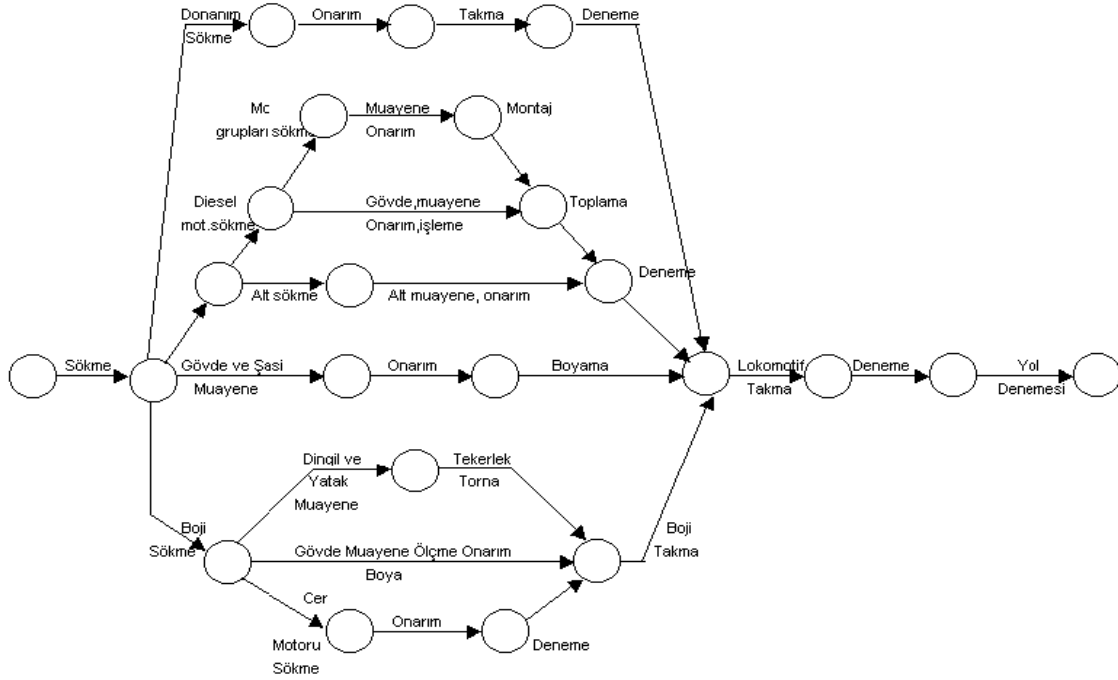 Donanım
Sökme
Onarım
Takma
Deneme
Mc
grupları sökme
Muayene
Onarım
Montaj
Diesel
mot.sökme
Gövde,muayene
Onarım,işleme
Toplama
Alt sökme
Alt muayene, onarım
Deneme
Sökme
Gövde ve Şasi
Muayene
Onarım
Boyama
Lokomotif
Takma
Deneme
Yol
Denemesi
Dingil ve
Yatak
Muayene
Tekerlek
Torna
Boji
Sökme
Gövde Muayene Ölçme Onarım
Boya
Boji
Takma
Cer
Motoru
Sökme
Onarım
Deneme